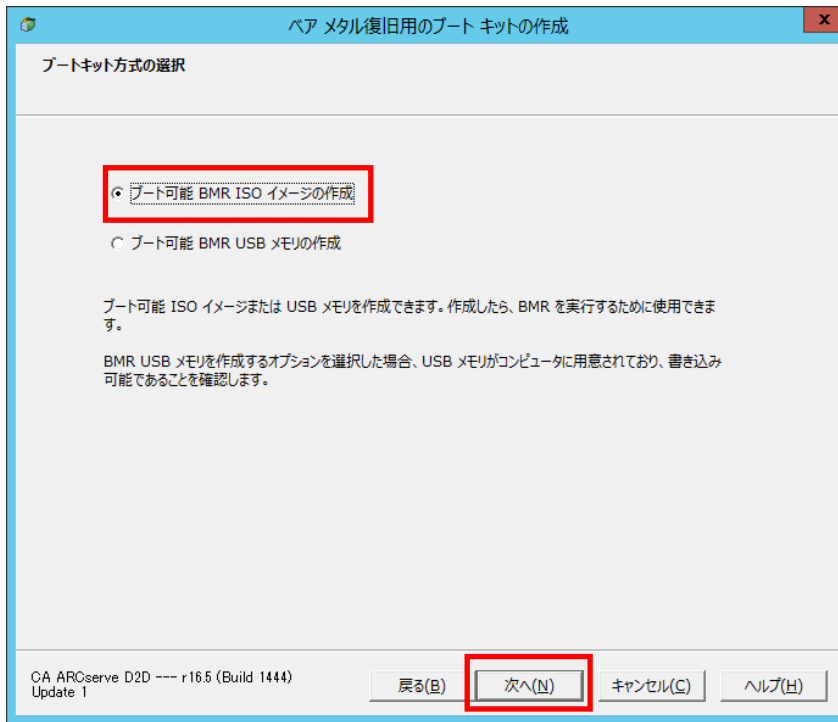 ベア メタル復旧用のブート キットの作成
x
ブートキット方式の選択
ブート可能 BMR ISO イメージの作成
ブート可能 BMR USB メモリの作成
ブート可能 ISO イメージまたは USB メモリを作成できます。作成したら、BMR を実行するために使用できま
す。
BMR USB メモリを作成するオプションを選択した場合、USB メモリがコンピュータに用意されており、書き込み
可能であることを確認します。
CA ARCserve D2D --- r16.5 (Build 1444)
Update 1
戻る(B) 次へ(N) キャンセル(C) ヘルプ(H)